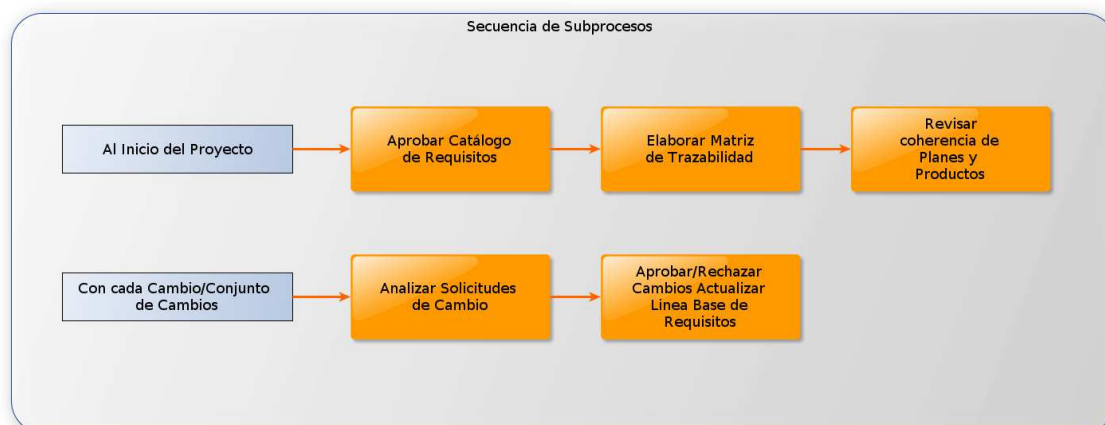 Secuencia de Subprocesos
Al Inicio del Proyecto
Aprobar Catálogo
de Requisitos
Elaborar Matriz
de Trazabilidad
Revisar
coherencia de
Planes y
Productos
Con cada Cambio/Conjunto
de Cambios
Analizar Solicitudes
de Cambio
Aprobar/Rechazar
Cambios Actualizar
Línea Base de
Requisitos